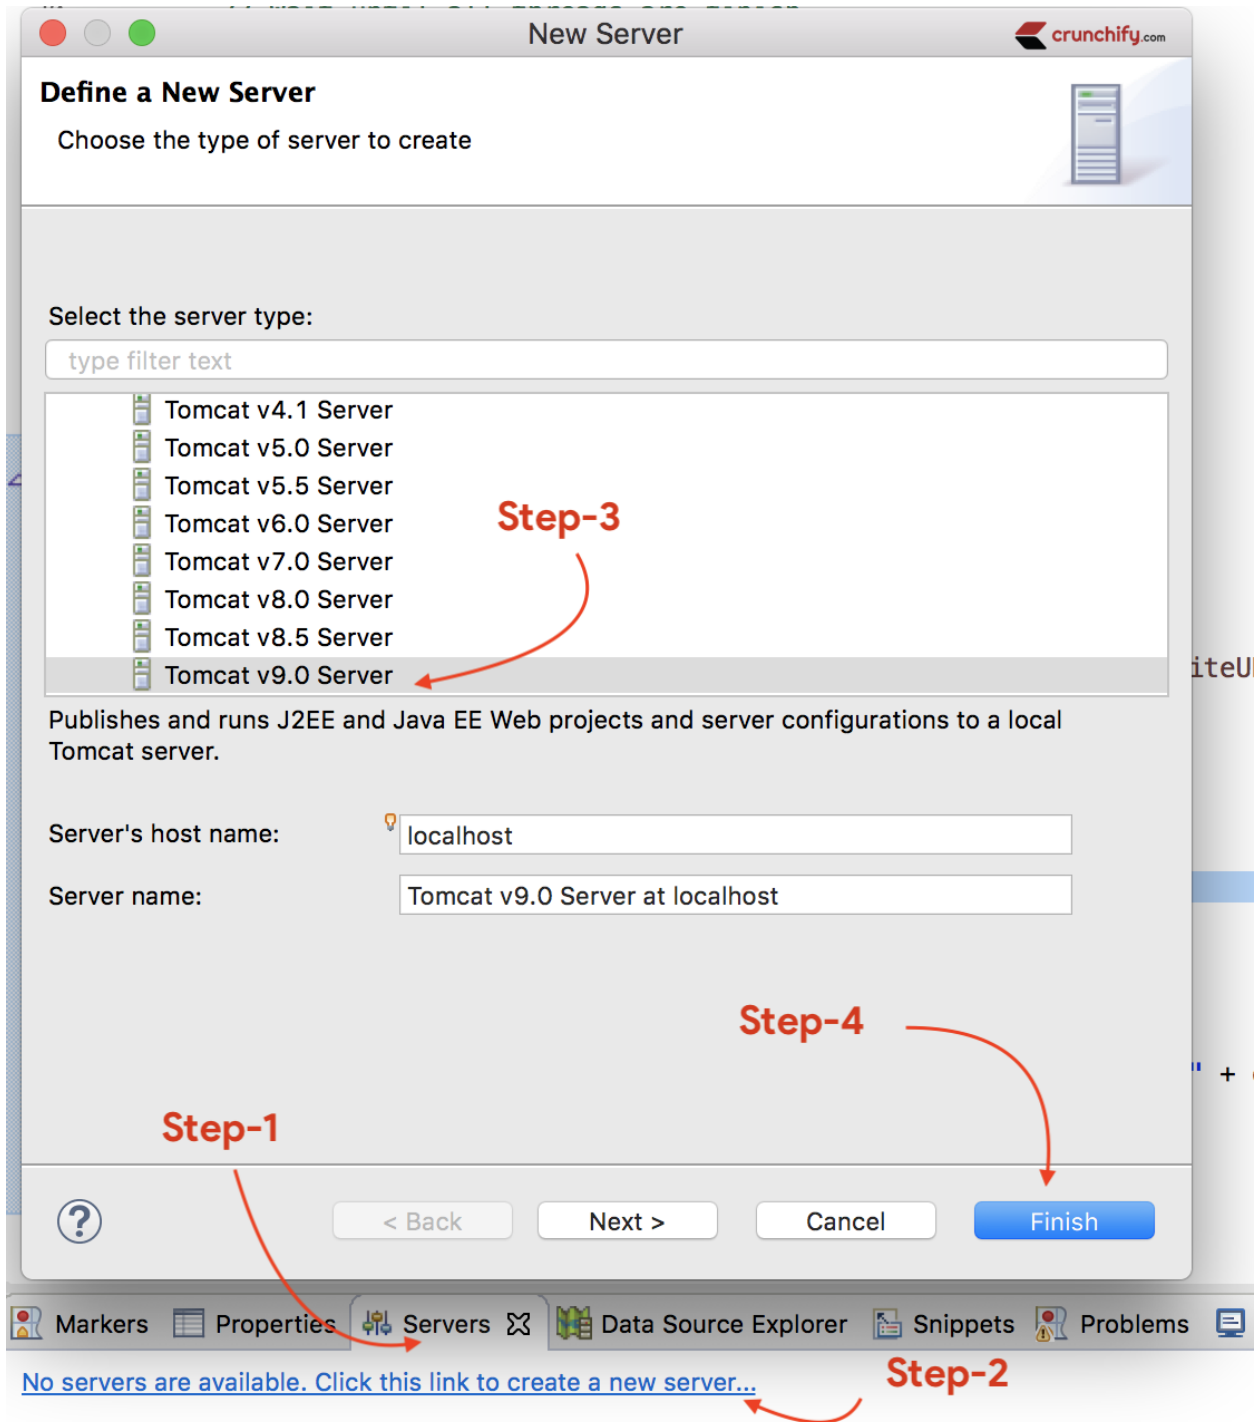 New Server
crunchify.com
Define a New Server
Choose the type of server to create
Select the server type:
type filter text
Tomcat v4.1 Server
Tomcat v5.0 Server
Tomcat v5.5 Server
Step-3
Tomcat v6.0 Server
Tomcat v7.0 Server
Tomcat v8.0 Server
Tomcat v8.5 Server
Tomcat v9.0 Server
Publishes and runs J2EE and Java EE Web projects and server configurations to a local
Tomcat server.
Server's host name:
localhost
Server name:
Tomcat v9.0 Server at localhost
Step-4
" +
Step-1
?
< Back
Next >
Cancel
Finish
Markers
Properties
Servers
Data Source Explorer
Snippets
Problems
No servers are available. Click this link to create a new server...
Step-2